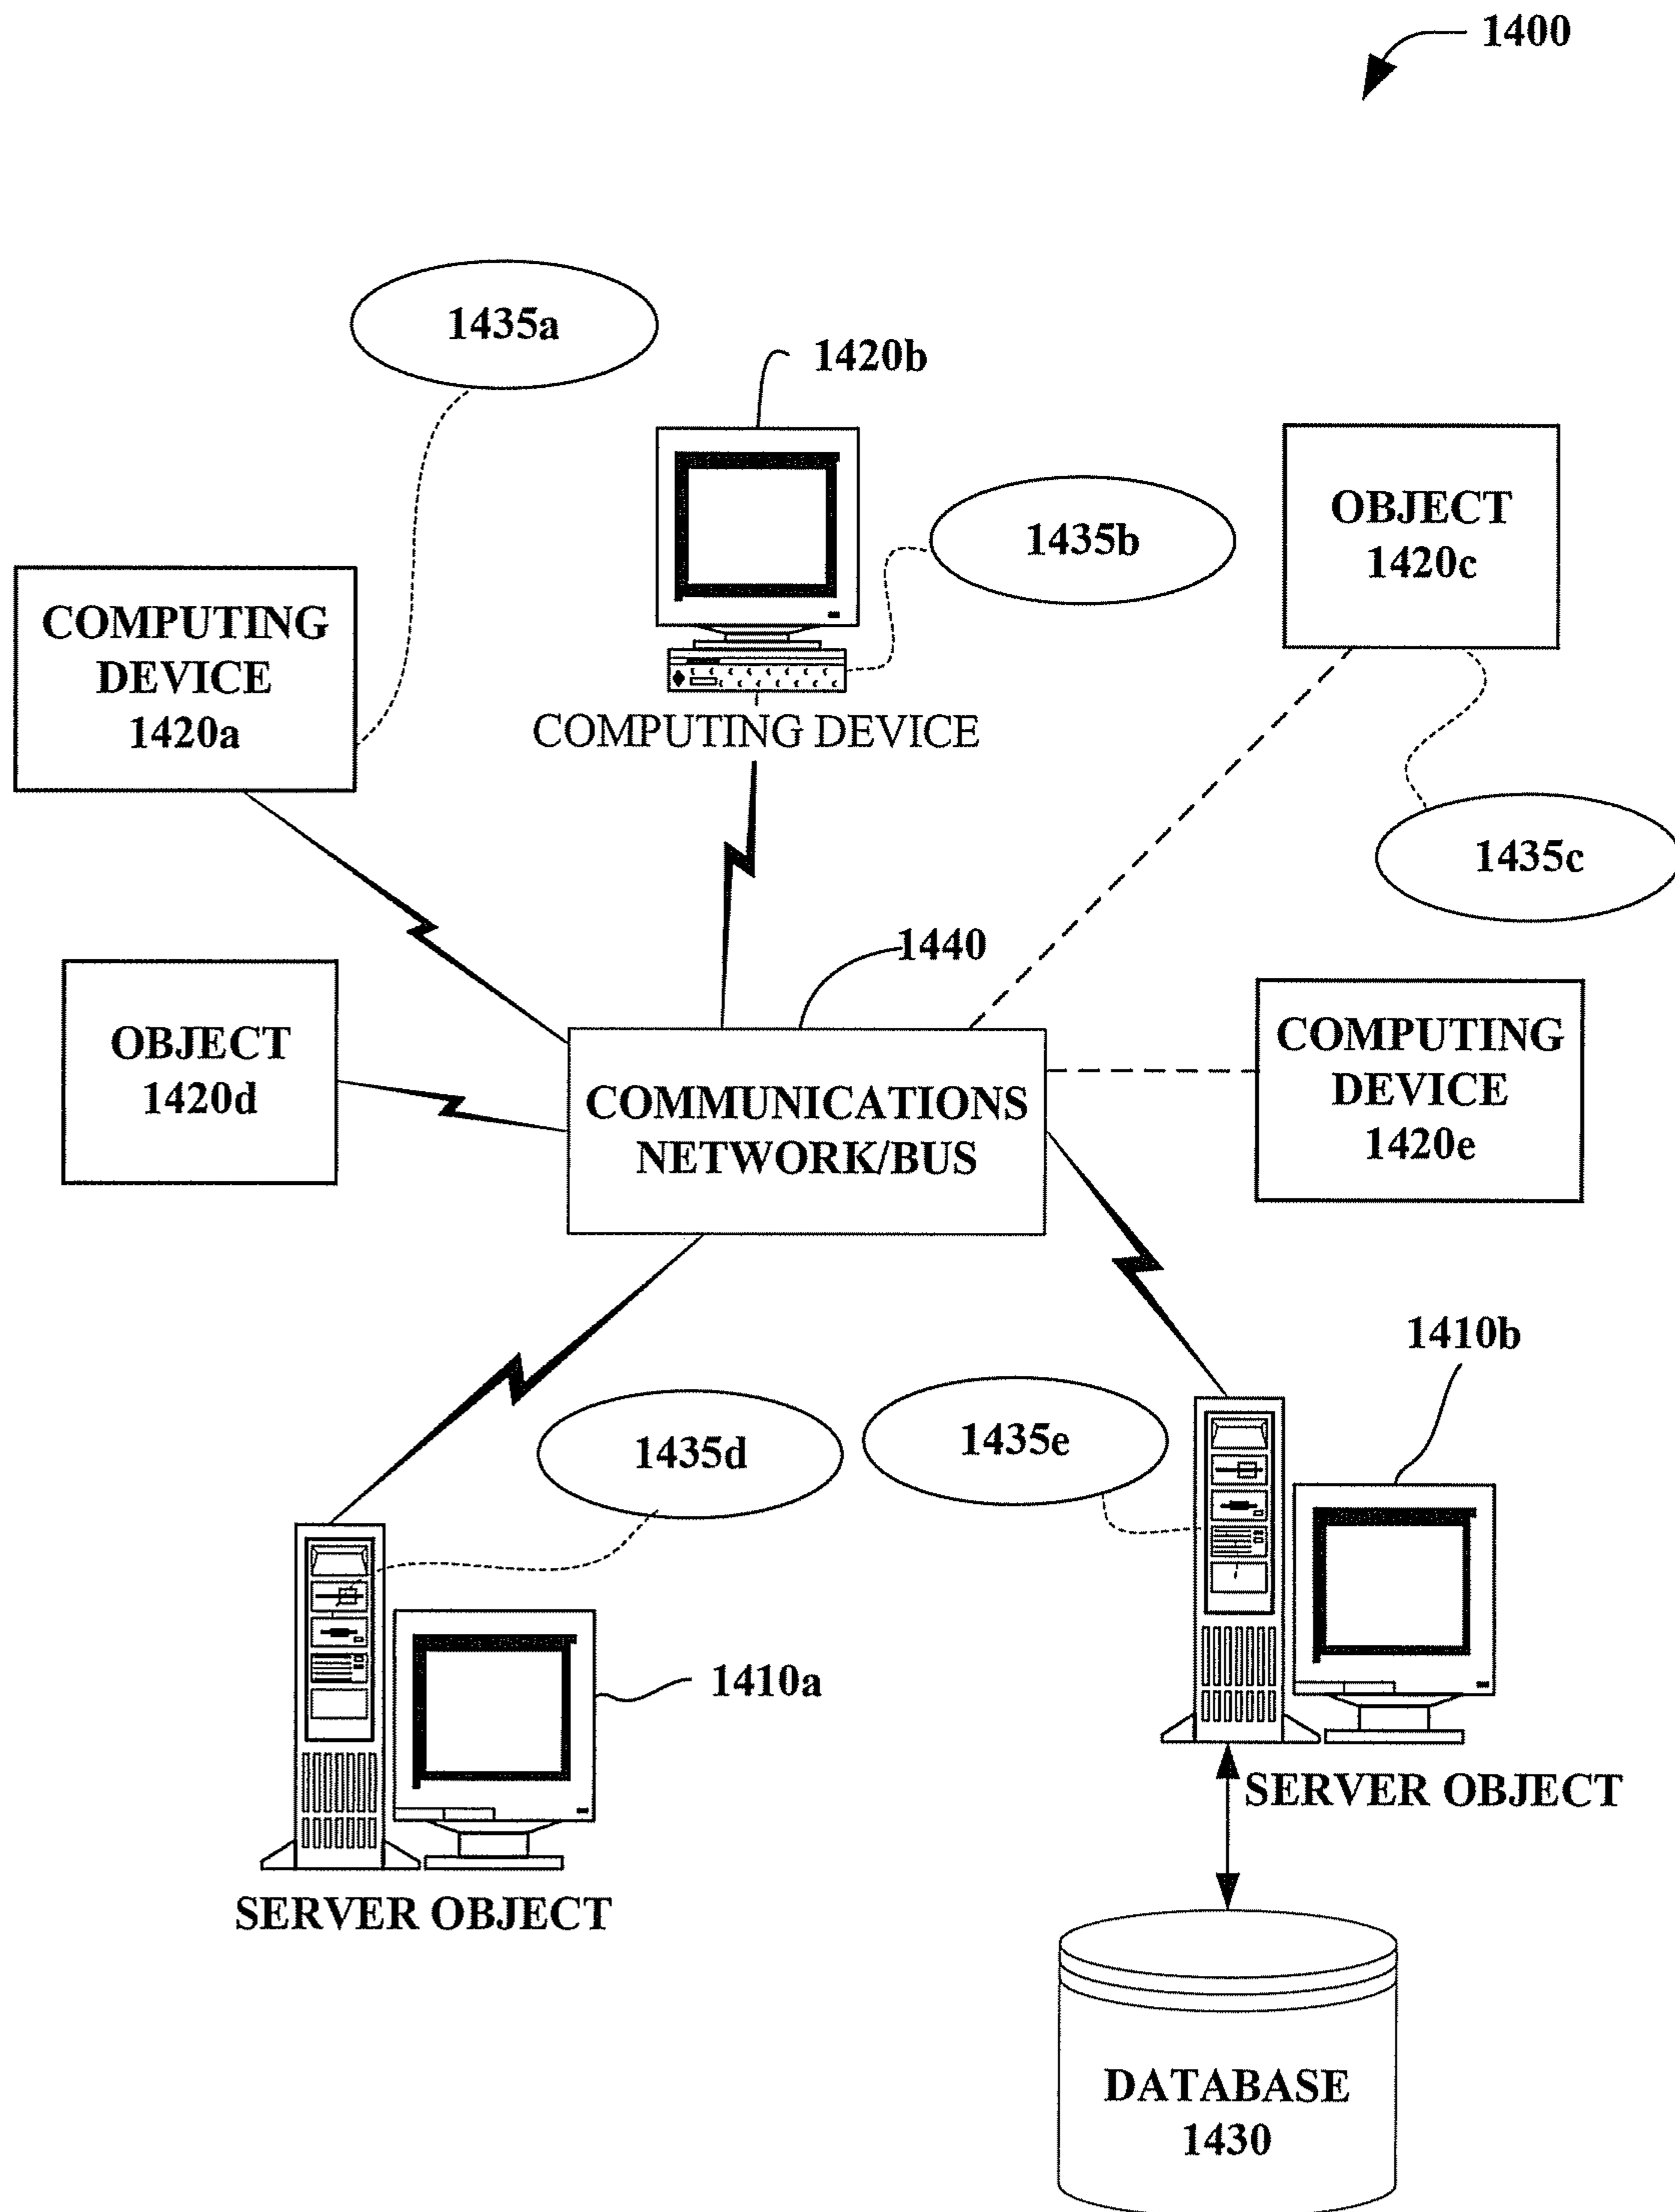 1400
1435a
1420b
1435b
OBJECT
1420c
COMPUTING
DEVICE
1420a
COMPUTING DEVICE
1435c
1440
OBJECT
1420d
COMMUNICATIONS
NETWORK/BUS
COMPUTING
DEVICE
1420e
1410b
1435d
1435e
1410a
SERVER OBJECT
SERVER OBJECT
DATABASE
1430